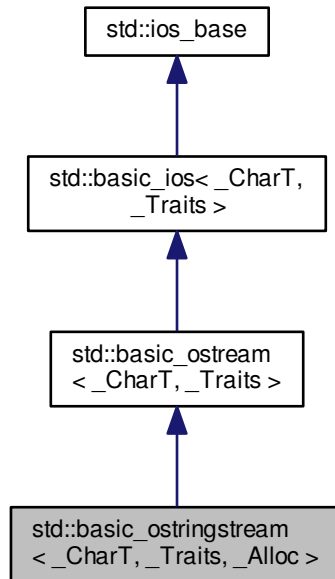 std::ios_base
std::basic_ios< _CharT,
_Traits >
std::basic_ostream
< _CharT, _Traits >
std::basic_ostringstream
< _CharT, _Traits, _Alloc >